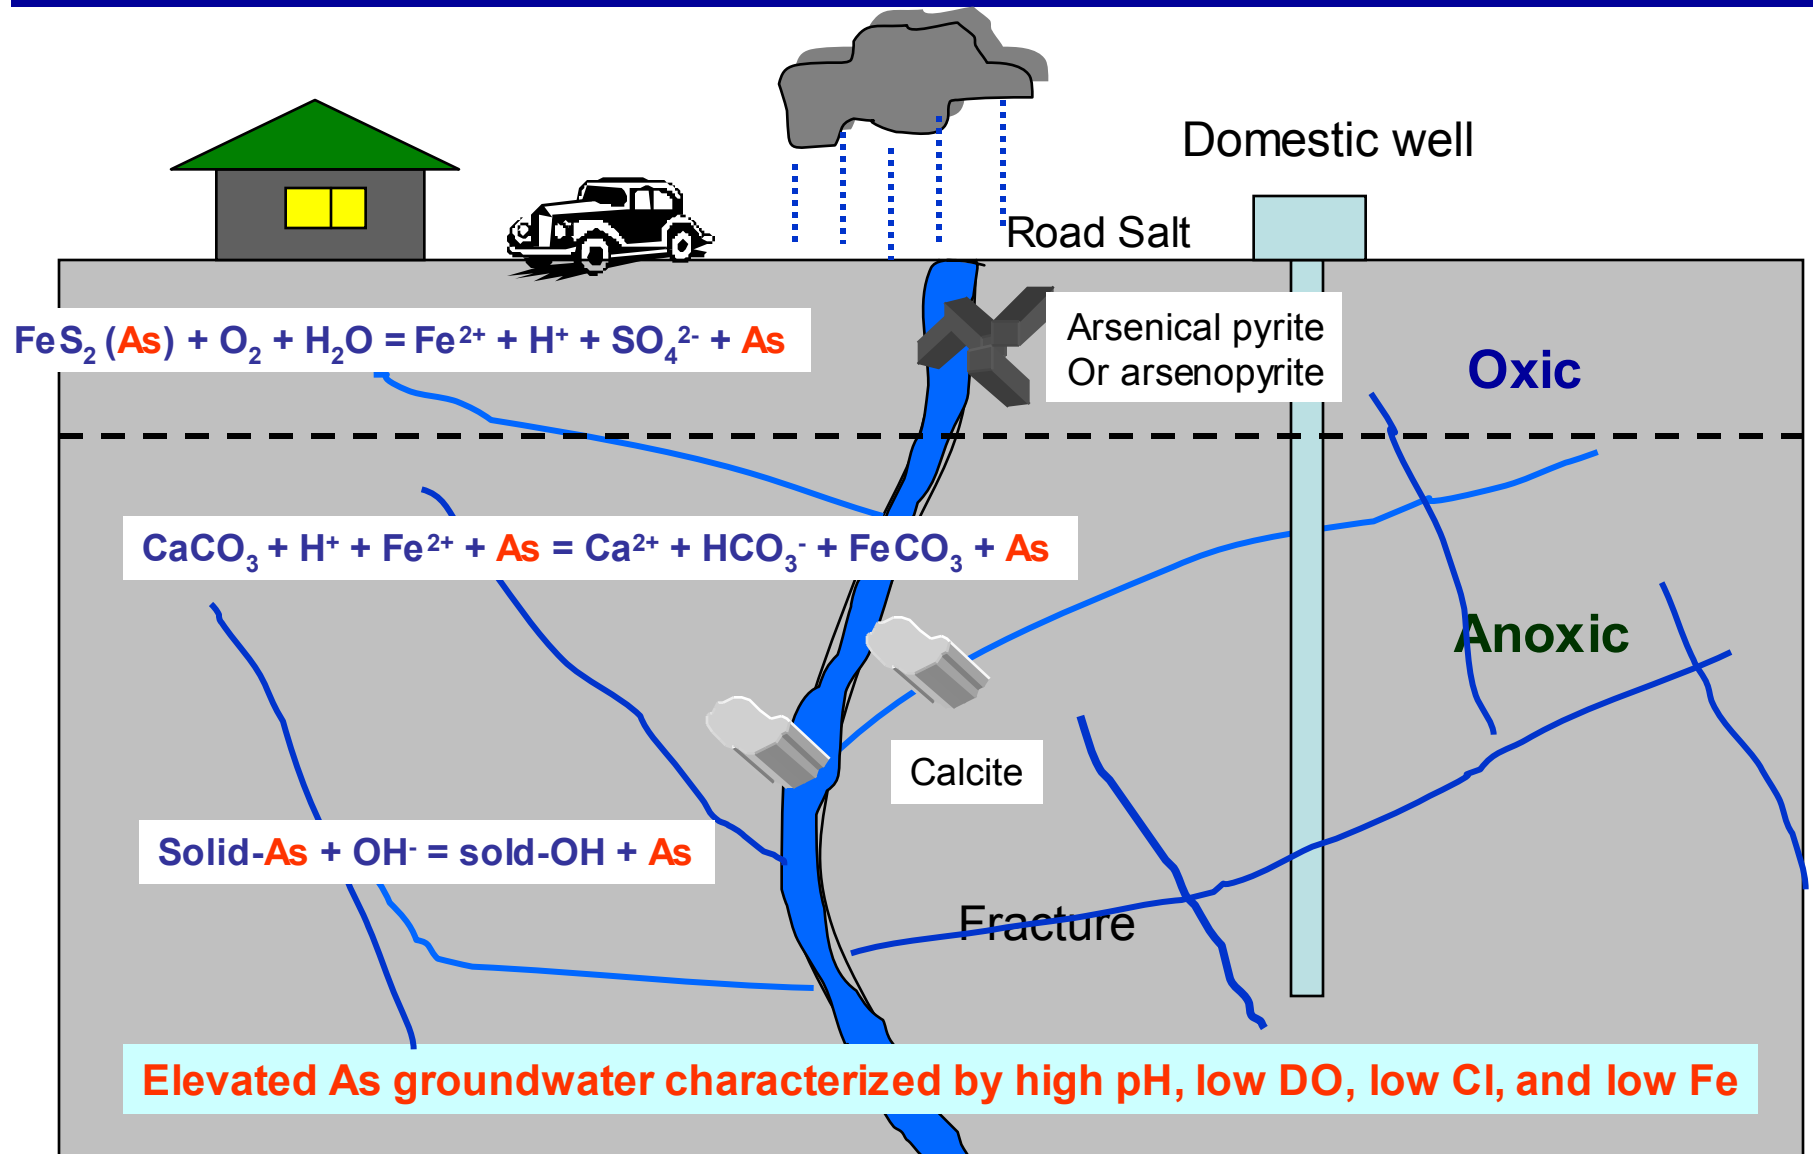 Domestic well
Road Salt
FeS₂ (As) + O₂ + H₂O = Fe²⁺ + H⁺ + SO₄²⁻ + As
Arsenical pyrite
Or arsenopyrite
Oxic
CaCO₃ + H⁺ + Fe²⁺ + As = Ca²⁺ + HCO₃⁻ + FeCO₃ + As
Anoxic
Calcite
Solid-As + OH⁻ = sold-OH + As
Fracture
Elevated As groundwater characterized by high pH, low DO, low Cl, and low Fe